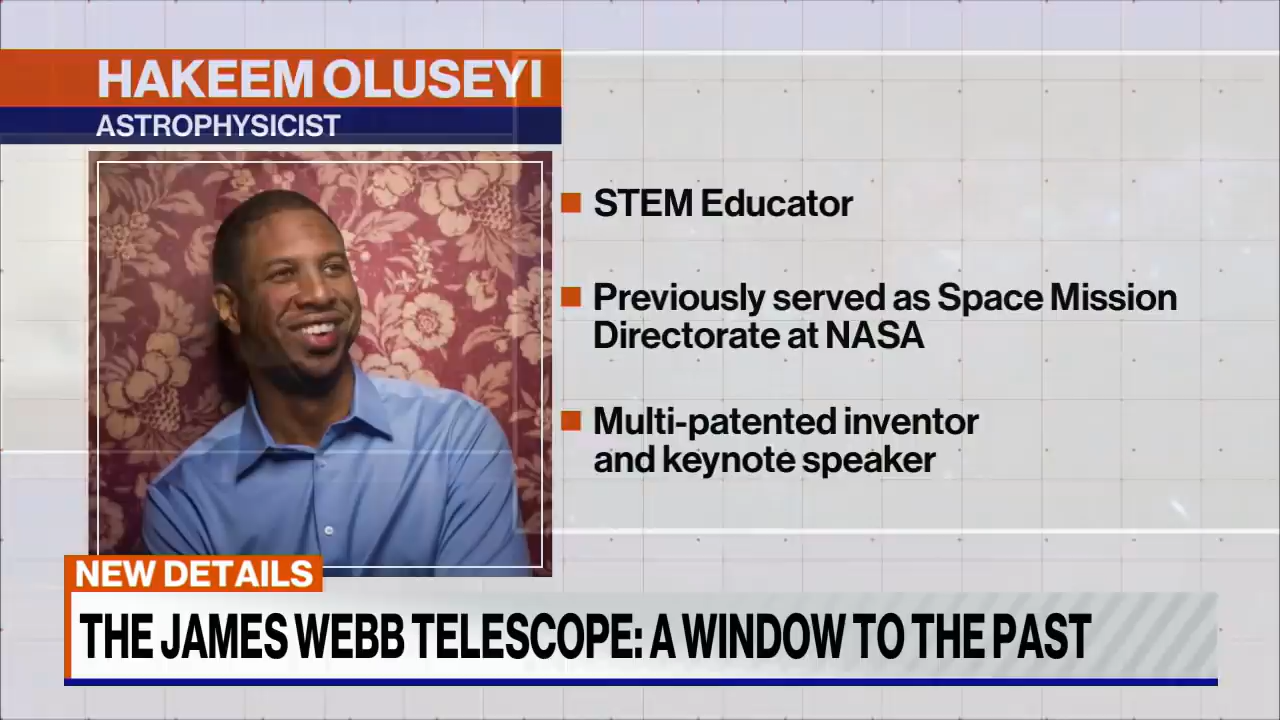 HAKEEM OLUSEYI
ASTROPHYSICIST
STEM Educator
Previously served as Space Mission
Directorate at NASA
Multi-patented inventor
and keynote speaker
NEW DETAILS
THE JAMES WEBB TELESCOPE: A WINDOW TO THE PAST